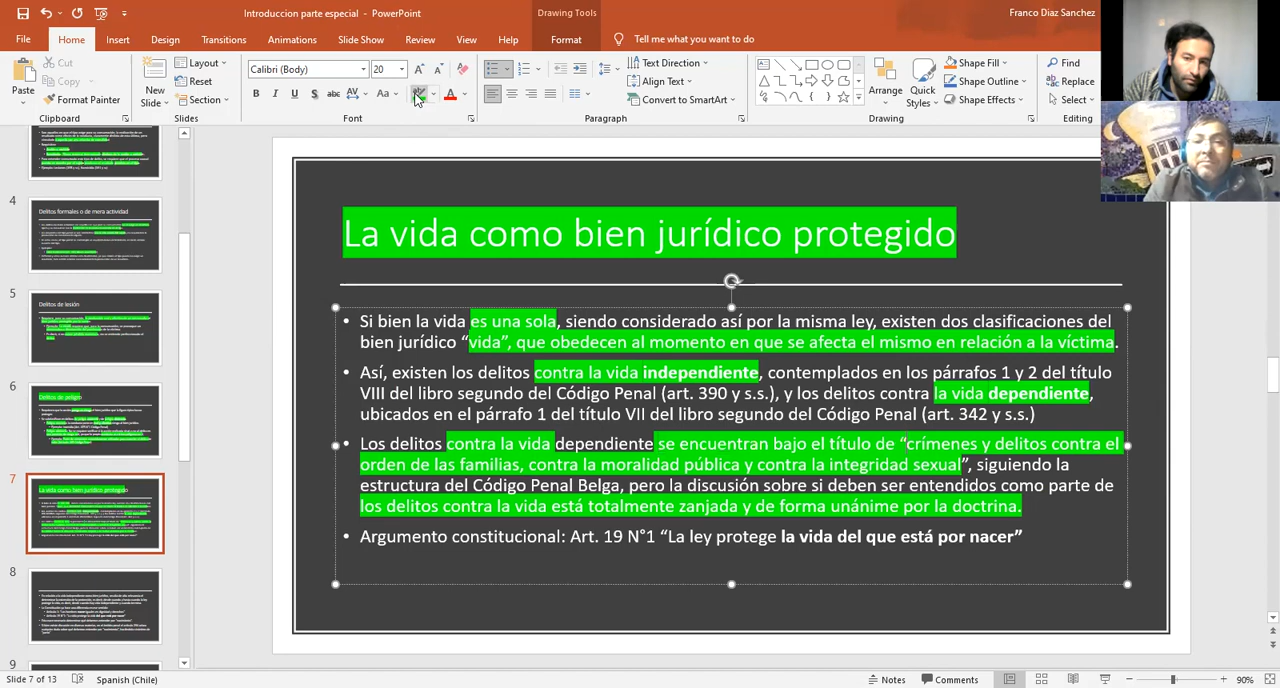 Introduccion parte especial - PowerPoint
Drawing Tools
Franco Diaz Sanchez
File Home Insert Design Transitions Animations Slide Show Review View Help Format Tell me what you want to do
Paste
Cut
Copy
Format Painter
Clipboard
New Slide
Layout
Reset
Section
Slides
Calibri (Body) 20
B I U S abc AV Aa A
Font
Text Direction
Align Text
Convert to SmartArt
Paragraph
Arrange
Quick Styles
Shape Fill
Shape Outline
Shape Effects
Drawing
Find
Replace
Select
Editing
4
Delitos formales o de mera actividad
5
Delitos de lesión
6
Delitos de peligro
7
La vida como bien jurídico protegido
8
9
La vida como bien jurídico protegido
• Si bien la vida es una sola, siendo considerado así por la misma ley, existen dos clasificaciones del
bien jurídico “vida”, que obedecen al momento en que se afecta el mismo en relación a la víctima.
• Así, existen los delitos contra la vida independiente, contemplados en los párrafos 1 y 2 del título
VIII del libro segundo del Código Penal (art. 390 y s.s.), y los delitos contra la vida dependiente,
ubicados en el párrafo 1 del título VII del libro segundo del Código Penal (art. 342 y s.s.)
• Los delitos contra la vida dependiente se encuentran bajo el título de “crímenes y delitos contra el
orden de las familias, contra la moralidad pública y contra la integridad sexual”, siguiendo la
estructura del Código Penal Belga, pero la discusión sobre si deben ser entendidos como parte de
los delitos contra la vida está totalmente zanjada y de forma unánime por la doctrina.
• Argumento constitucional: Art. 19 N°1 “La ley protege la vida del que está por nacer”
Slide 7 of 13
Spanish (Chile)
Notes
Comments
90%